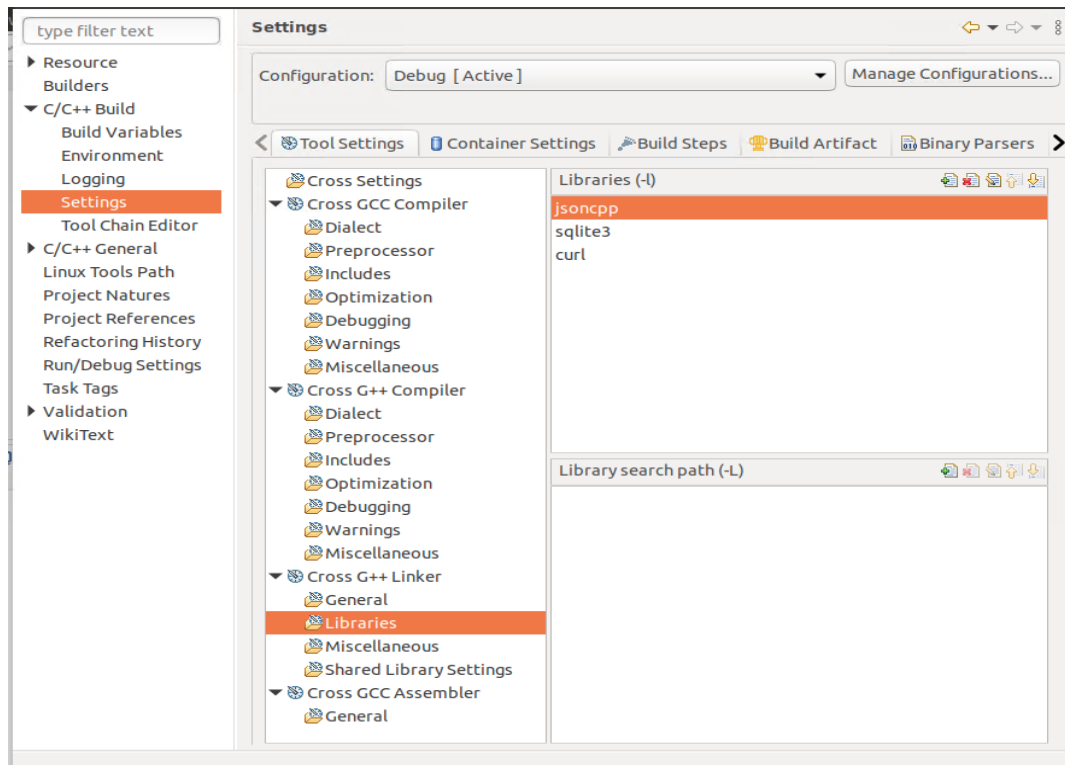 type filter text
Resource
Builders
C/C++ Build
Build Variables
Environment
Logging
Settings
Tool Chain Editor
C/C++ General
Linux Tools Path
Project Natures
Project References
Refactoring History
Run/Debug Settings
Task Tags
Validation
WikiText
Settings
Configuration: Debug [Active] Manage Configurations...
Tool Settings Container Settings Build Steps Build Artifact Binary Parsers
Cross Settings
Cross GCC Compiler
Dialect
Preprocessor
Includes
Optimization
Debugging
Warnings
Miscellaneous
Cross G++ Compiler
Dialect
Preprocessor
Includes
Optimization
Debugging
Warnings
Miscellaneous
Cross G++ Linker
General
Libraries
Miscellaneous
Shared Library Settings
Cross GCC Assembler
General
Libraries (-l)
jsoncpp
sqlite3
curl
Library search path (-L)